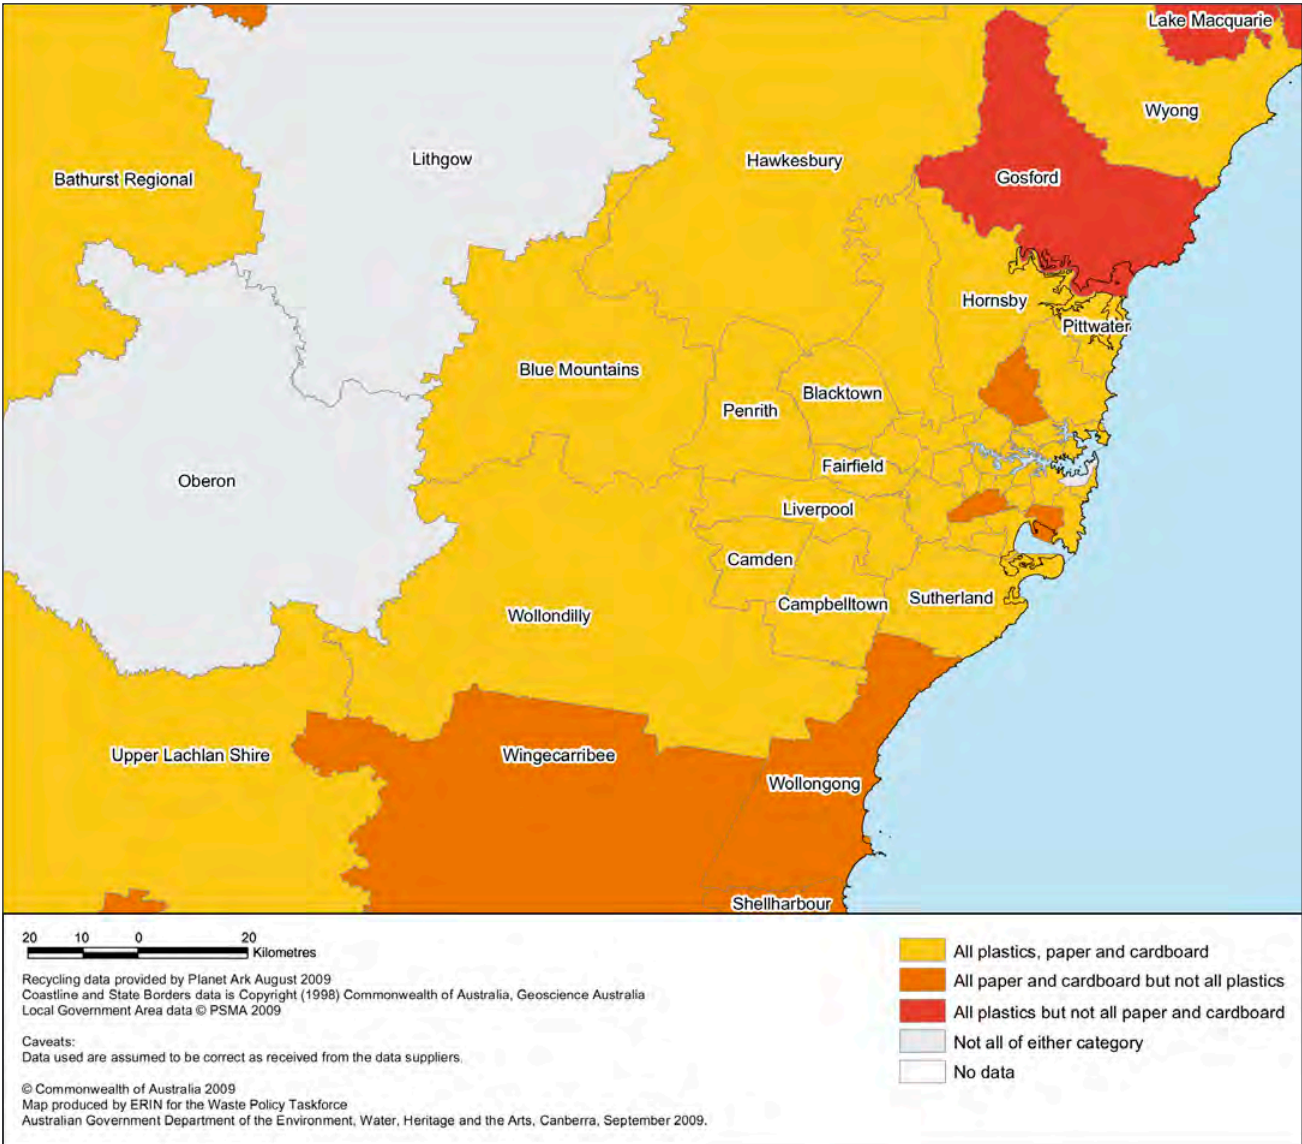 Lake Macquarie
Wyong
Lithgow
Hawkesbury
Bathurst Regional
Gosford
Hornsby
Pittwater
Blue Mountains
Blacktown
Penrith
Fairfield
Oberon
Liverpool
Camden
Sutherland
Campbelltown
Wollondilly
Upper Lachlan Shire
Wingecarribee
Wollongong
Shellharbour
20 10 0 20
Kilometres
Recycling data provided by Planet Ark August 2009
Coastline and State Borders data is Copyright (1998) Commonwealth of Australia, Geoscience Australia
Local Government Area data © PSMA 2009
Caveats:
Data used are assumed to be correct as received from the data suppliers.
© Commonwealth of Australia 2009
Map produced by ERIN for the Waste Policy Taskforce
Australian Government Department of the Environment, Water, Heritage and the Arts, Canberra, September 2009.
All plastics, paper and cardboard
All paper and cardboard but not all plastics
All plastics but not all paper and cardboard
Not all of either category
No data